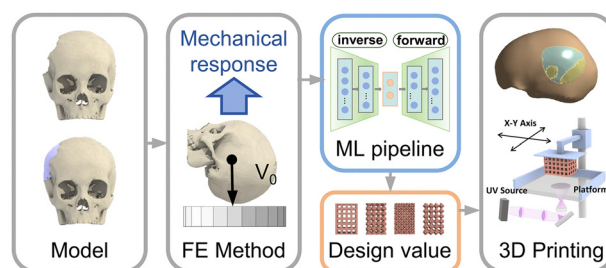 Model
Mechanical
response
V0
FE Method
inverse
forward
ML pipeline
Design value
X-Y Axis
UV Source
Platform
3D Printing